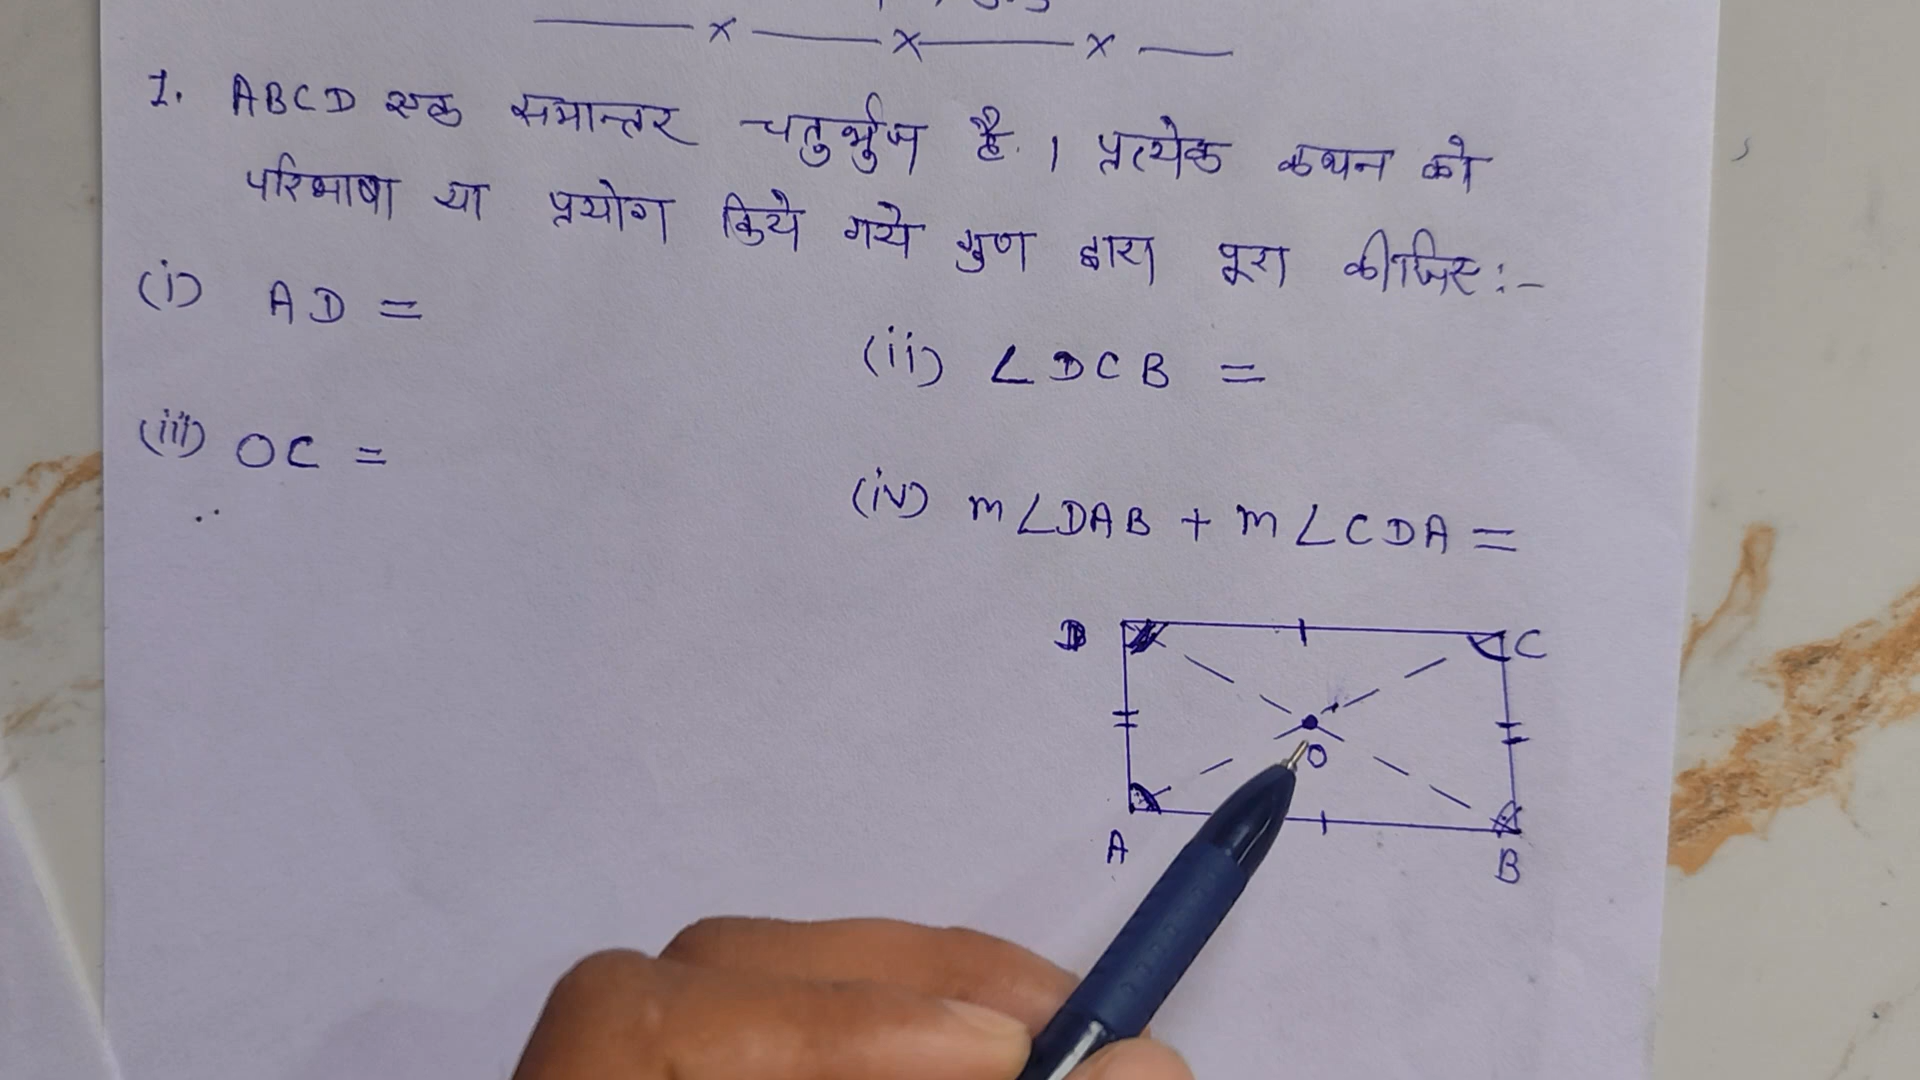 1. ABCD एक समान्तर चतुर्भुज है । प्रत्येक कथन को
परिभाषा या प्रयोग किये गये गुण द्वारा पूरा कीजिए :-
(i) AD =
(ii) ∠DCB =
(iii) OC =
(iv) m∠DAB + m∠CDA =
D C
O
A B